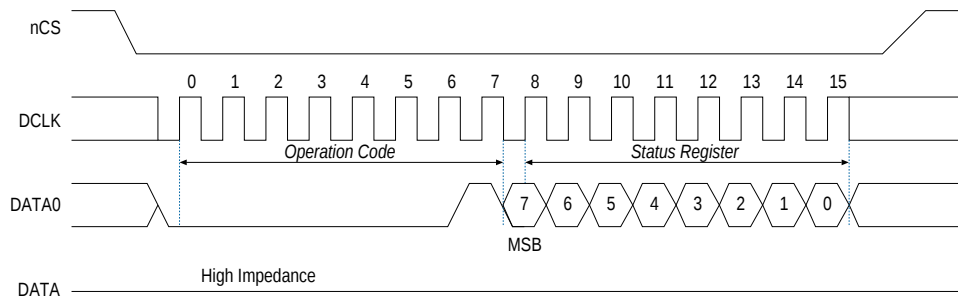 nCS
0 1 2 3 4 5 6 7 8 9 10 11 12 13 14 15
DCLK
Operation Code Status Register
DATA0 7 6 5 4 3 2 1 0
MSB
High Impedance
DATA